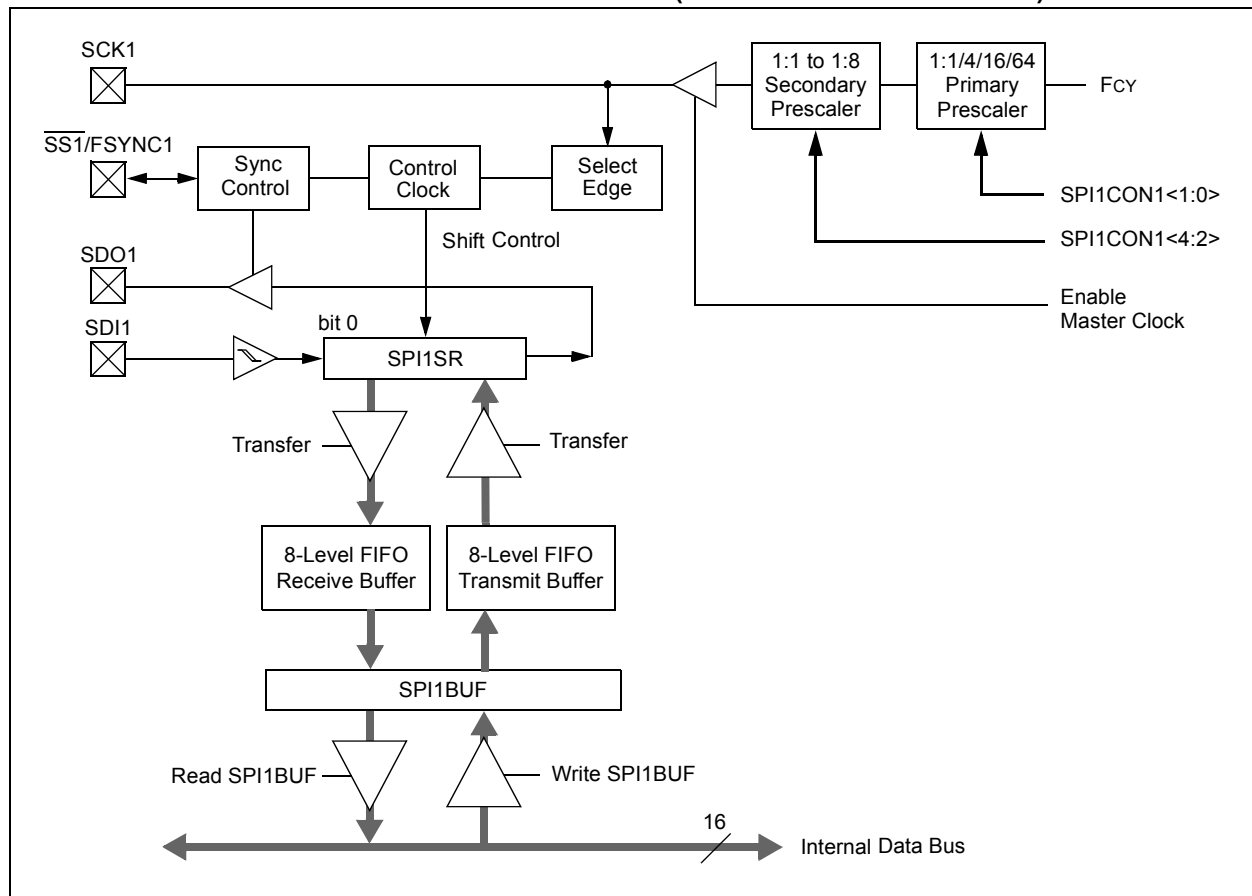 SCK1
1:1 to 1:8
Secondary
Prescaler
1:1/4/16/64
Primary
Prescaler
FCY
SS1/FSYNC1
Sync
Control
Control
Clock
Select
Edge
SPI1CON1<1:0>
Shift Control
SPI1CON1<4:2>
SDO1
Enable
Master Clock
SDI1
bit 0
SPI1SR
Transfer
Transfer
8-Level FIFO
Receive Buffer
8-Level FIFO
Transmit Buffer
SPI1BUF
Read SPI1BUF
Write SPI1BUF
16
Internal Data Bus